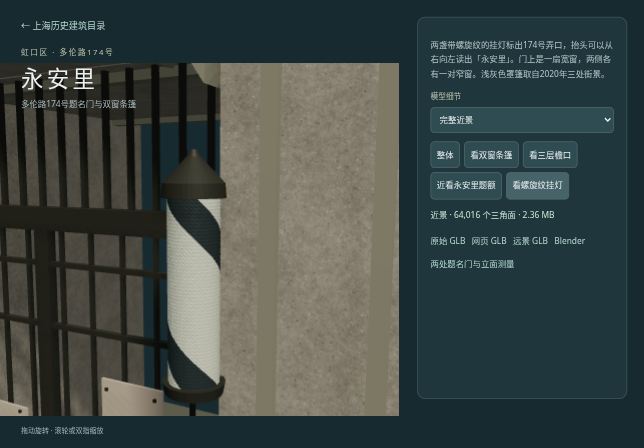 ← 上海历史建筑目录
虹口区 · 多伦路174号
永安里
多伦路174号题名门与双窗条篷
拖动旋转 · 滚轮或双指缩放
两盏带螺旋纹的挂灯标出174号弄口，抬头可以从
右向左读出「永安里」。门上是一扇宽窗，两侧各
有一对窄窗。浅灰色罩篷取自2020年三处街景。
模型细节
完整近景
整体 看双窗条篷 看三层檐口
近看永安里题额 看螺旋纹挂灯
近景 · 64,016 个三角面 · 2.36 MB
原始 GLB 网页 GLB 远景 GLB Blender
两处题名门与立面测量